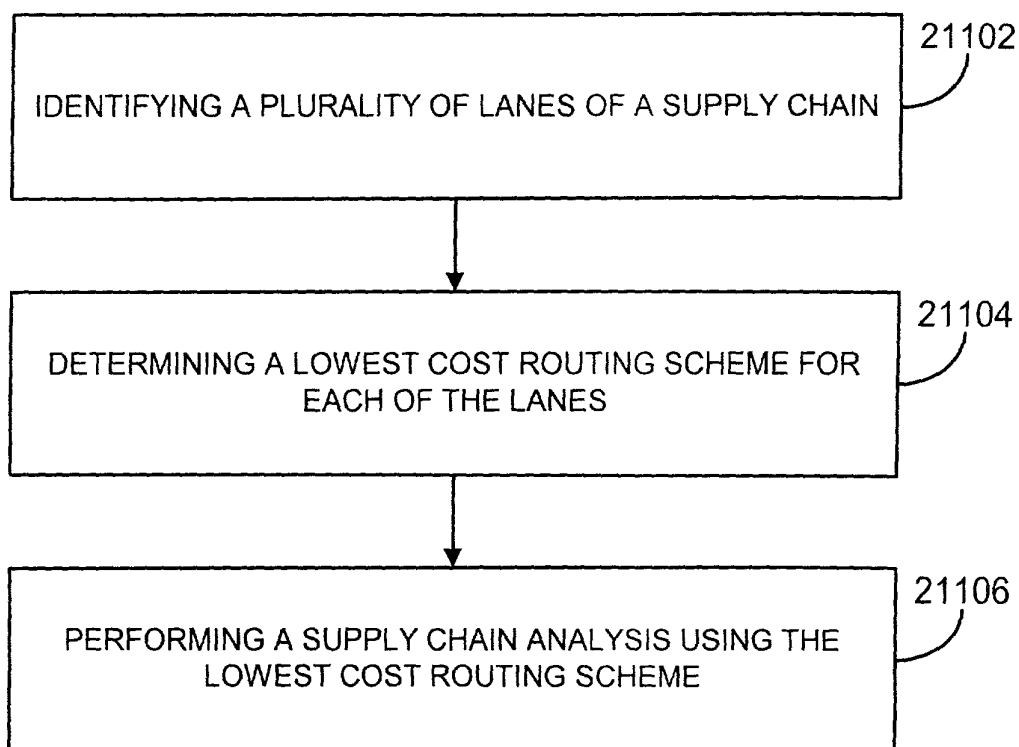 21102
IDENTIFYING A PLURALITY OF LANES OF A SUPPLY CHAIN
21104
DETERMINING A LOWEST COST ROUTING SCHEME FOR
EACH OF THE LANES
21106
PERFORMING A SUPPLY CHAIN ANALYSIS USING THE
LOWEST COST ROUTING SCHEME